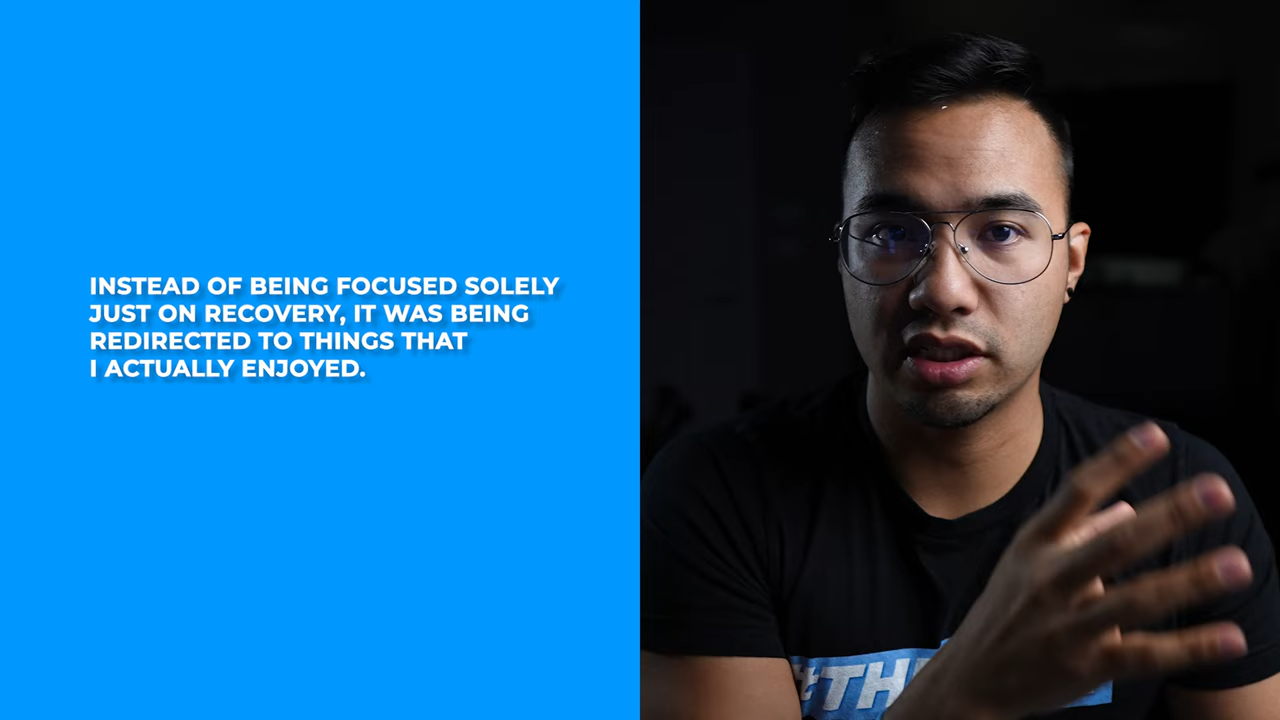 INSTEAD OF BEING FOCUSED SOLELY
JUST ON RECOVERY, IT WAS BEING
REDIRECTED TO THINGS THAT
I ACTUALLY ENJOYED.